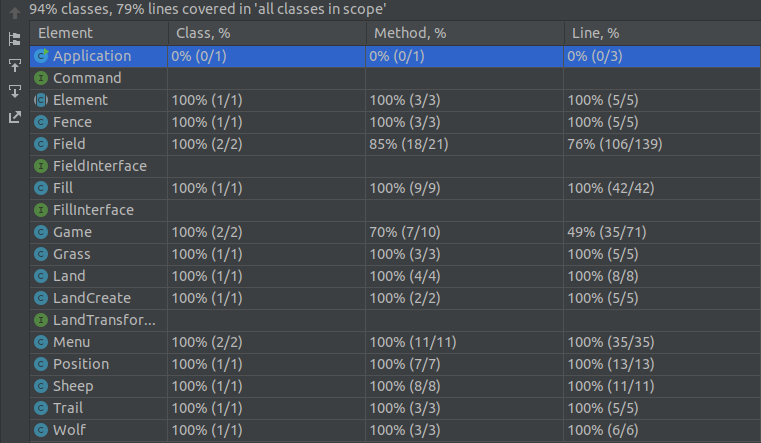 94% classes, 79% lines covered in 'all classes in scope'
Element Class, % Method, % Line, %
Application 0% (0/1) 0% (0/1) 0% (0/3)
Command
Element 100% (1/1) 100% (3/3) 100% (5/5)
Fence 100% (1/1) 100% (3/3) 100% (5/5)
Field 100% (2/2) 85% (18/21) 76% (106/139)
FieldInterface
Fill 100% (1/1) 100% (9/9) 100% (42/42)
FillInterface
Game 100% (2/2) 70% (7/10) 49% (35/71)
Grass 100% (1/1) 100% (3/3) 100% (5/5)
Land 100% (1/1) 100% (4/4) 100% (8/8)
LandCreate 100% (1/1) 100% (2/2) 100% (5/5)
LandTransfor...
Menu 100% (2/2) 100% (11/11) 100% (35/35)
Position 100% (1/1) 100% (7/7) 100% (13/13)
Sheep 100% (1/1) 100% (8/8) 100% (11/11)
Trail 100% (1/1) 100% (3/3) 100% (5/5)
Wolf 100% (1/1) 100% (3/3) 100% (6/6)